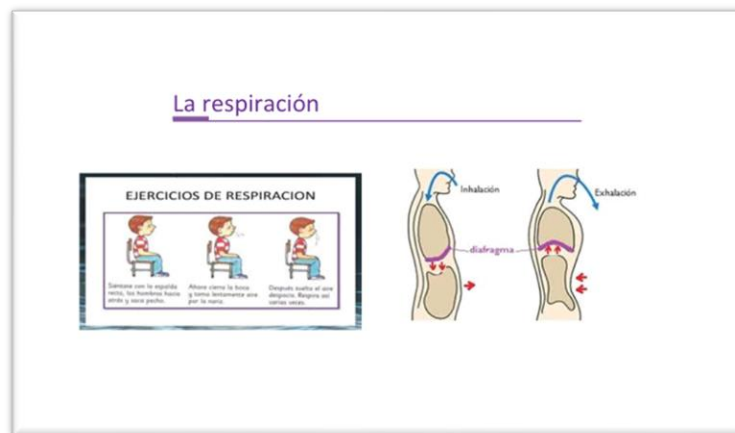 La respiración
EJERCICIOS DE RESPIRACION
Siéntese con la espalda
recta, los hombros hacia
atrás y saca pecho.
Ahora cierra la boca
y toma lentamente aire
por la nariz.
Después suelta el aire
despacio. Respira así
varias veces.
Inhalación
Exhalación
diafragma